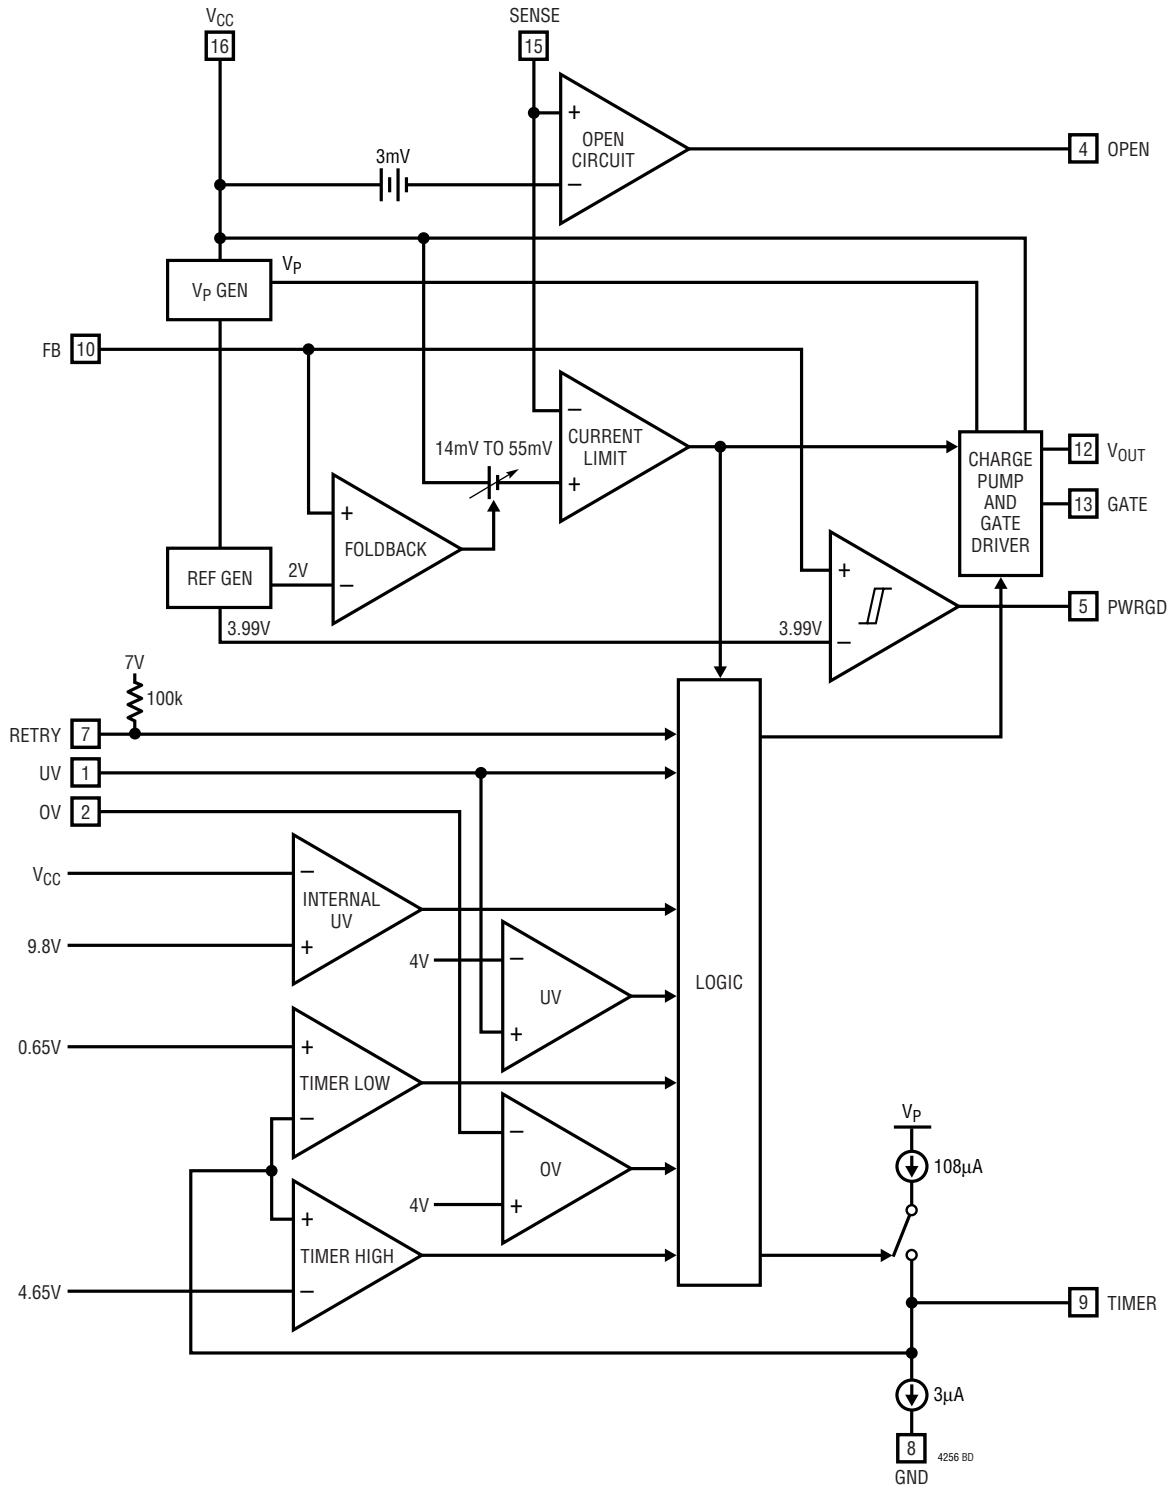 VCC
16
SENSE
15
+
OPEN
CIRCUIT
−
3mV
4
OPEN
VP
VP GEN
FB
10
−
CURRENT
LIMIT
+
14mV TO 55mV
CHARGE
PUMP
AND
GATE
DRIVER
12
VOUT
13
GATE
+
FOLDBACK
−
REF GEN
2V
3.99V
3.99V
+
−
5
PWRGD
7V
100k
RETRY
7
UV
1
OV
2
VCC
−
INTERNAL
UV
9.8V
+
4V
−
UV
+
LOGIC
0.65V
+
TIMER LOW
−
−
OV
4V
+
+
TIMER HIGH
4.65V
−
VP
108µA
9
TIMER
3µA
8
GND
4256 BD